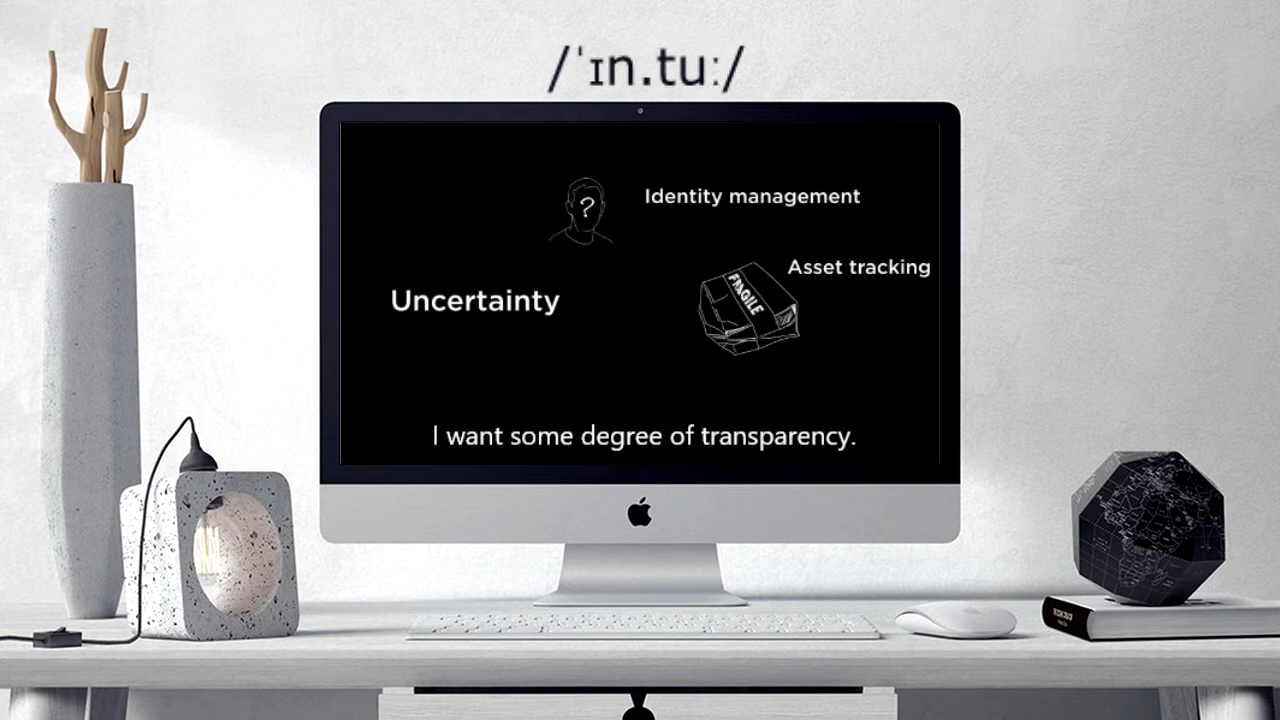 /ˈɪn.tuː/
Identity management
Asset tracking
FRAGILE
Uncertainty
I want some degree of transparency.